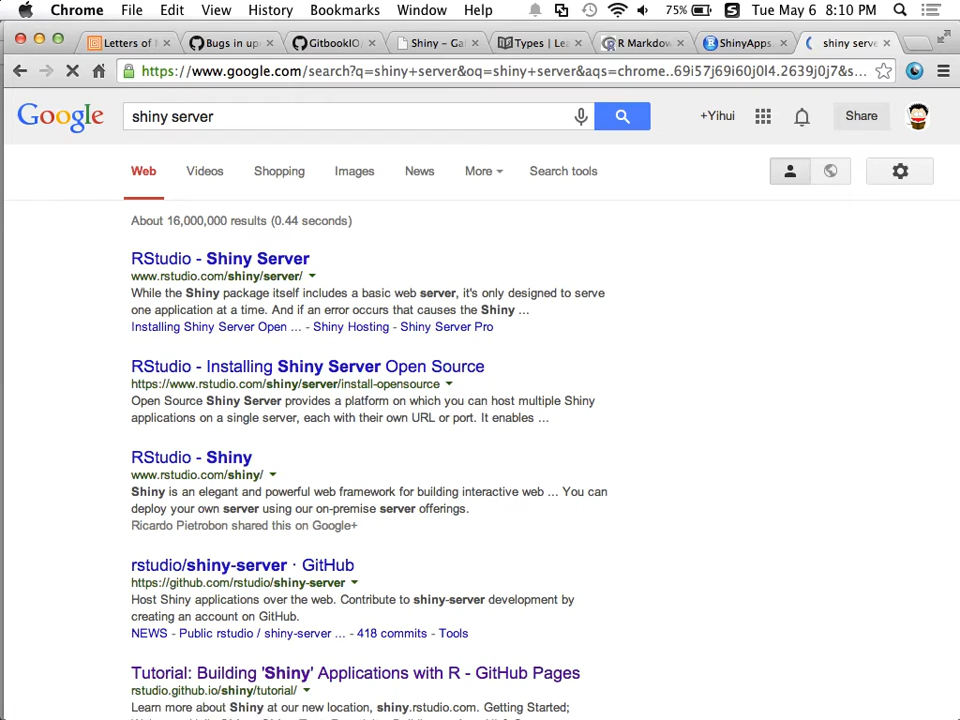 Chrome File Edit View History Bookmarks Window Help 75% S Tue May 6 8:10 PM
Letters of Bugs in up GitbookIO Shiny – Ga Types | Lea R Markdow ShinyApps. shiny serve
https://www.google.com/search?q=shiny+server&oq=shiny+server&aqs=chrome..69i57j69i60j0l4.2639j0j7&s...
Google shiny server +Yihui Share
Web Videos Shopping Images News More Search tools
About 16,000,000 results (0.44 seconds)
RStudio - Shiny Server
www.rstudio.com/shiny/server/
While the Shiny package itself includes a basic web server, it's only designed to serve
one application at a time. And if an error occurs that causes the Shiny ...
Installing Shiny Server Open ... - Shiny Hosting - Shiny Server Pro
RStudio - Installing Shiny Server Open Source
https://www.rstudio.com/shiny/server/install-opensource
Open Source Shiny Server provides a platform on which you can host multiple Shiny
applications on a single server, each with their own URL or port. It enables ...
RStudio - Shiny
www.rstudio.com/shiny/
Shiny is an elegant and powerful web framework for building interactive web ... You can
deploy your own server using our on-premise server offerings.
Ricardo Pietrobon shared this on Google+
rstudio/shiny-server · GitHub
https://github.com/rstudio/shiny-server
Host Shiny applications over the web. Contribute to shiny-server development by
creating an account on GitHub.
NEWS - Public rstudio / shiny-server ... - 418 commits - Tools
Tutorial: Building 'Shiny' Applications with R - GitHub Pages
rstudio.github.io/shiny/tutorial/
Learn more about Shiny at our new location, shiny.rstudio.com. Getting Started;